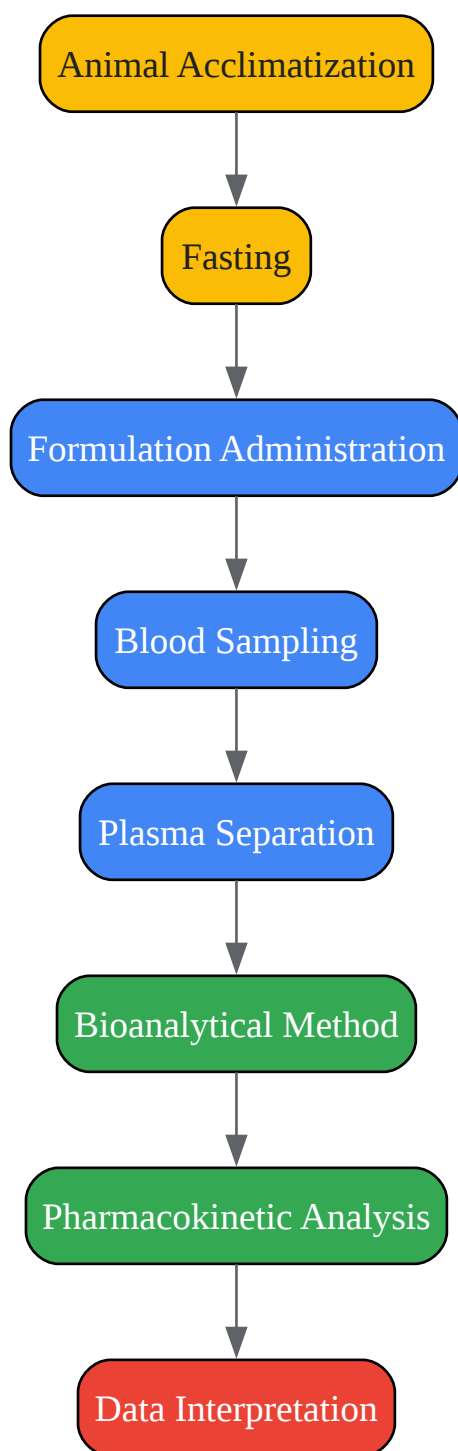 Animal Acclimatization
Fasting
Formulation Administration
Blood Sampling
Plasma Separation
Bioanalytical Method
Pharmacokinetic Analysis
Data Interpretation